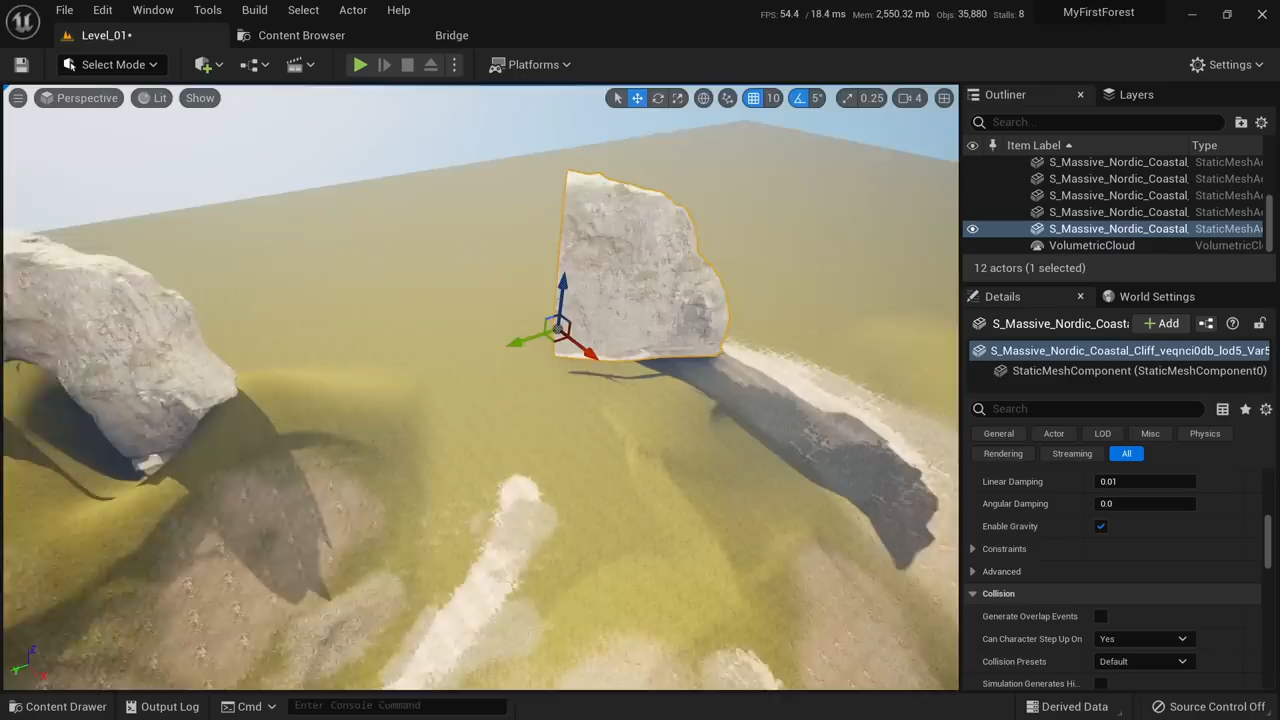 File Edit Window Tools Build Select Actor Help
FPS: 54.4 / 18.4 ms Mem: 2,550.32 mb Objs: 35,880 Stalls: 8
MyFirstForest
Level_01*
Content Browser
Bridge
Select Mode
Platforms
Settings
Perspective
Lit
Show
10
5°
0.25
4
Outliner
Layers
Search...
Item Label
Type
S_Massive_Nordic_Coastal_ StaticMeshAc
S_Massive_Nordic_Coastal_ StaticMeshAc
S_Massive_Nordic_Coastal_ StaticMeshAc
S_Massive_Nordic_Coastal_ StaticMeshAc
S_Massive_Nordic_Coastal_ StaticMeshAc
VolumetricCloud VolumetricCl
12 actors (1 selected)
Details
World Settings
S_Massive_Nordic_Coasta
Add
S_Massive_Nordic_Coastal_Cliff_veqnci0db_lod5_Var5
StaticMeshComponent (StaticMeshComponent0)
Search
General Actor LOD Misc Physics
Rendering Streaming All
Linear Damping 0.01
Angular Damping 0.0
Enable Gravity
Constraints
Advanced
Collision
Generate Overlap Events
Can Character Step Up On Yes
Collision Presets Default
Simulation Generates Hi...
Z
Y
X
Content Drawer
Output Log
Cmd
Enter Console Command
Derived Data
Source Control Off